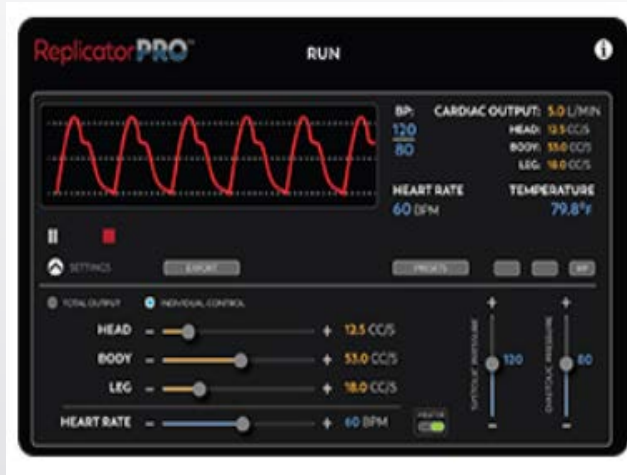 ReplicatorPRO™
RUN
i
BP: CARDIAC OUTPUT: 5.0 L/MIN
120
80
HEAD: 12.5 CC/S
BODY: 53.0 CC/S
LEG: 18.0 CC/S
HEART RATE
60 BPM
TEMPERATURE
79.8°F
SETTINGS
EXPORT
PRESETS
TOTAL OUTPUT
INDIVIDUAL CONTROL
HEAD - + 12.5 CC/S
BODY - + 53.0 CC/S
LEG - + 18.0 CC/S
HEART RATE - + 60 BPM
HEATER
+
SYSTOLIC PRESSURE
120
-
+
DIASTOLIC PRESSURE
80
-